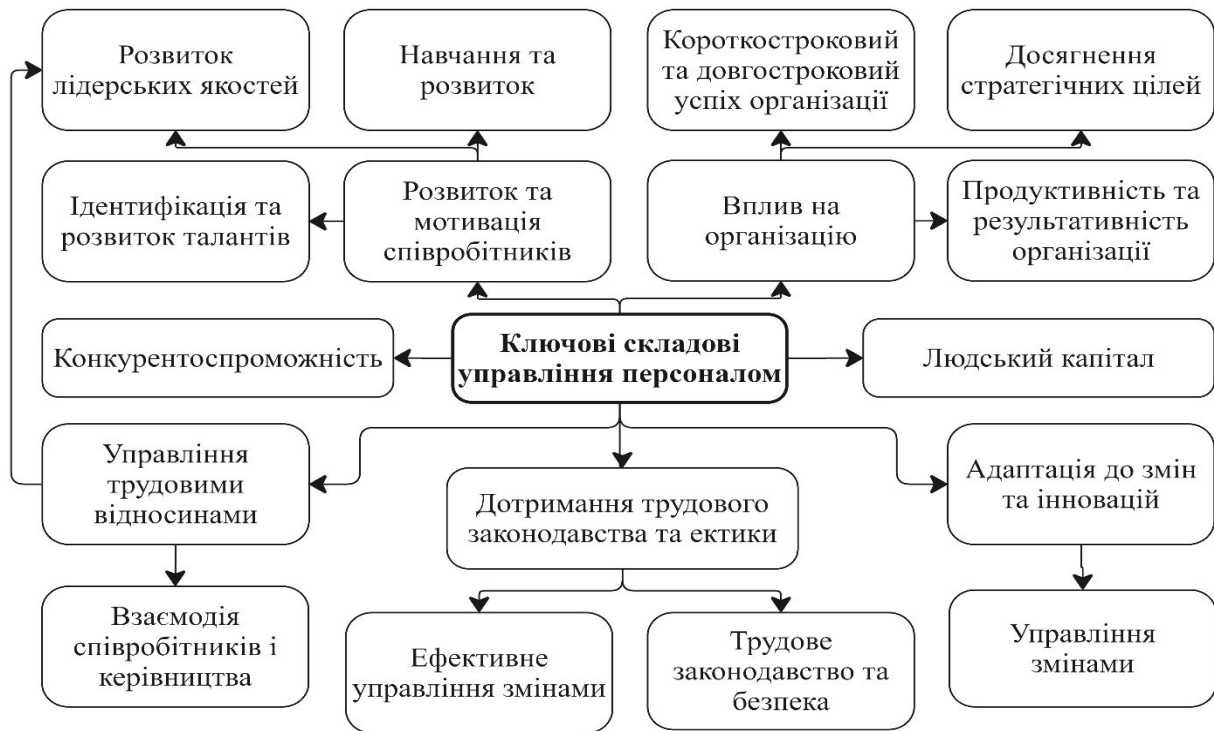 Розвиток
лідерських якостей
Навчання та
розвиток
Короткостроковий
та довгостроковий
успіх організації
Досягнення
стратегічних цілей
Ідентифікація та
розвиток талантів
Розвиток та
мотивація
співробітників
Вплив на
організацію
Продуктивність та
результативність
організації
Конкурентоспроможність
Ключові складові
управління персоналом
Людський капітал
Управління
трудовими
відносинами
Дотримання трудового
законодавства та ектики
Адаптація до змін
та інновацій
Взаємодія
співробітників і
керівництва
Ефективне
управління змінами
Трудове
законодавство та
безпека
Управління
змінами